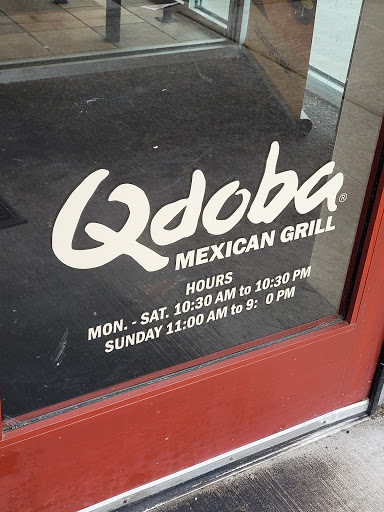 Qdoba®
MEXICAN GRILL
HOURS
MON. - SAT. 10:30 AM to 10:30 PM
SUNDAY 11:00 AM to 9: 0 PM